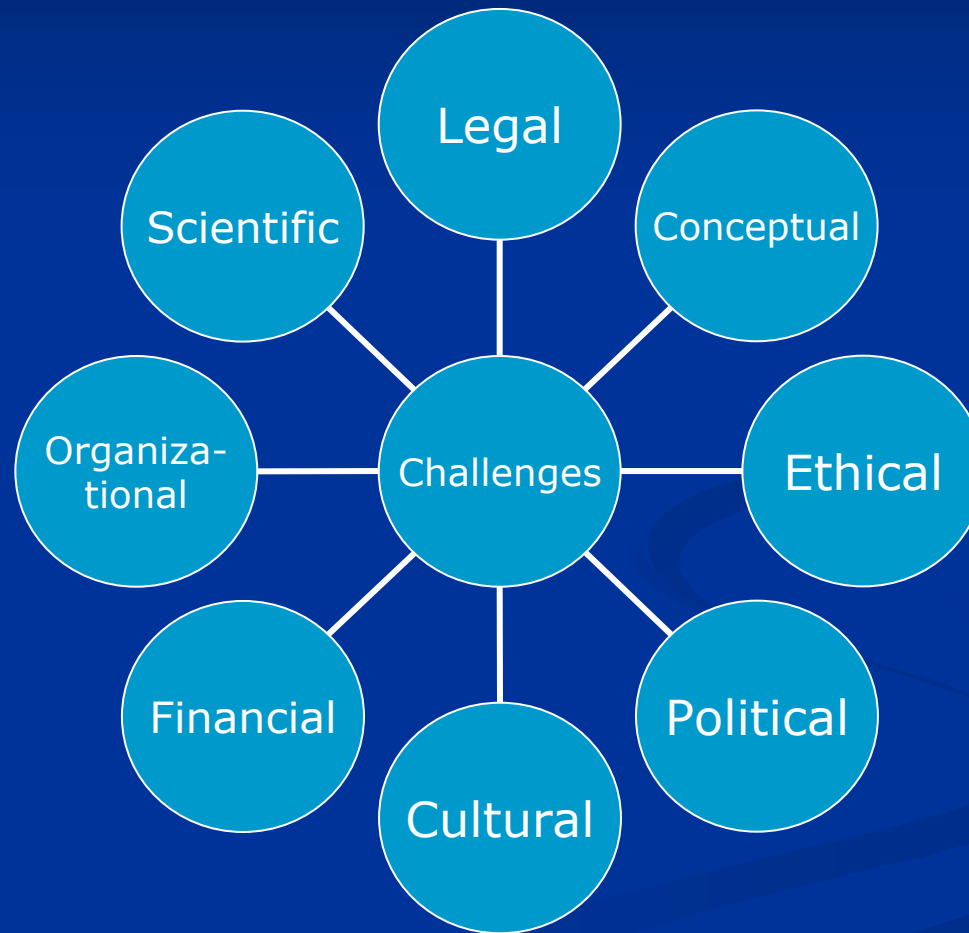 Legal
Scientific
Conceptual
Organiza-
tional
Challenges
Ethical
Financial
Political
Cultural